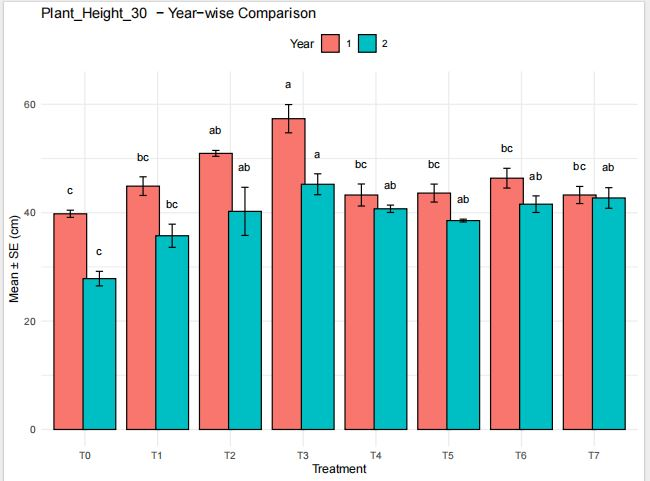 Plant_Height_30 − Year−wise Comparison
Year 1 2
a
ab
bc a bc bc bc bc
c bc ab ab ab ab ab
c
60
40
20
0
Mean ± SE (cm)
T0 T1 T2 T3 T4 T5 T6 T7
Treatment